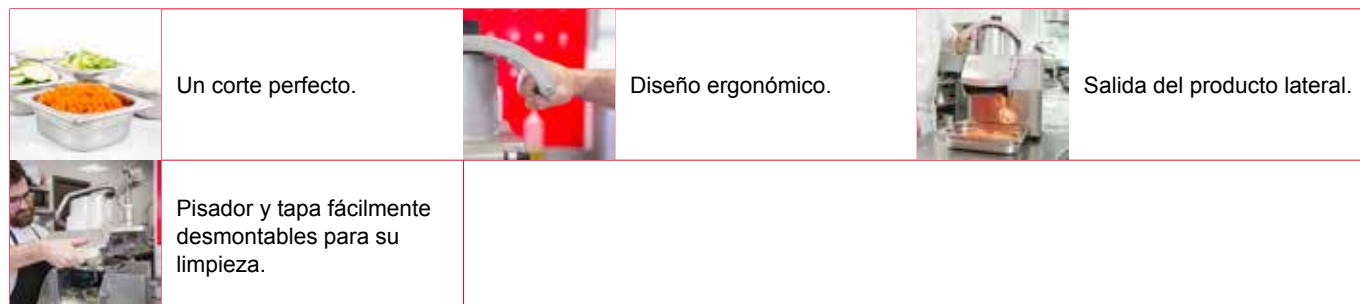 Un corte perfecto.
Diseño ergonómico.
Salida del producto lateral.
Pisador y tapa fácilmente
desmontables para su
limpieza.